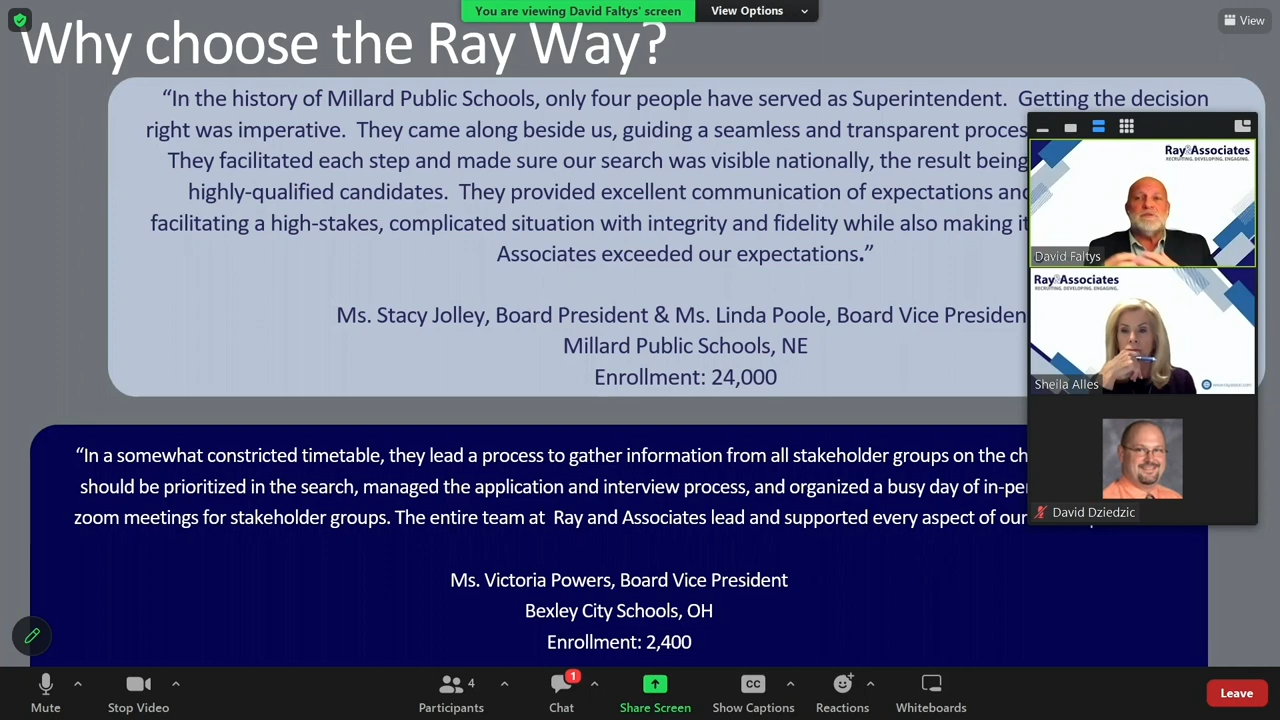 You are viewing David Faltys' screen
View Options
View
Why choose the Ray Way?
“In the history of Millard Public Schools, only four people have served as Superintendent. Getting the decision
right was imperative. They came along beside us, guiding a seamless and transparent
They facilitated each step and made sure our search was visible nationally, the result being
highly-qualified candidates. They provided excellent communication of expectations
facilitating a high-stakes, complicated situation with integrity and fidelity while also making
Associates exceeded our expectations.”
Ms. Stacy Jolley, Board President & Ms. Linda Poole, Board Vice
Millard Public Schools, NE
Enrollment: 24,000
“In a somewhat constricted timetable, they lead a process to gather information from all stakeholder groups on the
should be prioritized in the search, managed the application and interview process, and organized a busy day of
zoom meetings for stakeholder groups. The entire team at Ray and Associates lead and supported every aspect of our
Ms. Victoria Powers, Board Vice President
Bexley City Schools, OH
Enrollment: 2,400
Ray&Associates
RECRUITING. DEVELOPING. ENGAGING.
David Faltys
Ray&Associates
RECRUITING. DEVELOPING. ENGAGING.
Sheila Alles
David Dziedzic
Mute
Stop Video
4
Participants
1
Chat
Share Screen
CC
Show Captions
Reactions
Whiteboards
Leave